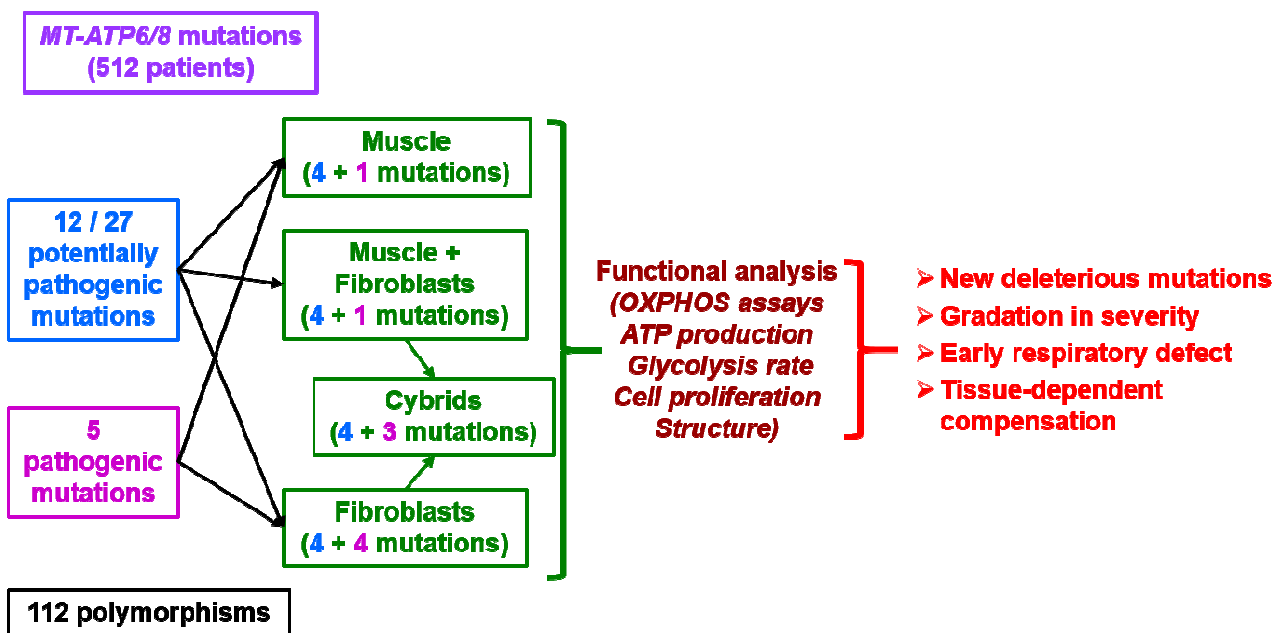 MT-ATP6/8 mutations
(512 patients)
12 / 27
potentially
pathogenic
mutations
5
pathogenic
mutations
112 polymorphisms
Muscle
(4 + 1 mutations)
Muscle +
Fibroblasts
(4 + 1 mutations)
Cybrids
(4 + 3 mutations)
Fibroblasts
(4 + 4 mutations)
Functional analysis
(OXPHOS assays
ATP production
Glycolysis rate
Cell proliferation
Structure)
➢ New deleterious mutations
➢ Gradation in severity
➢ Early respiratory defect
➢ Tissue-dependent
compensation